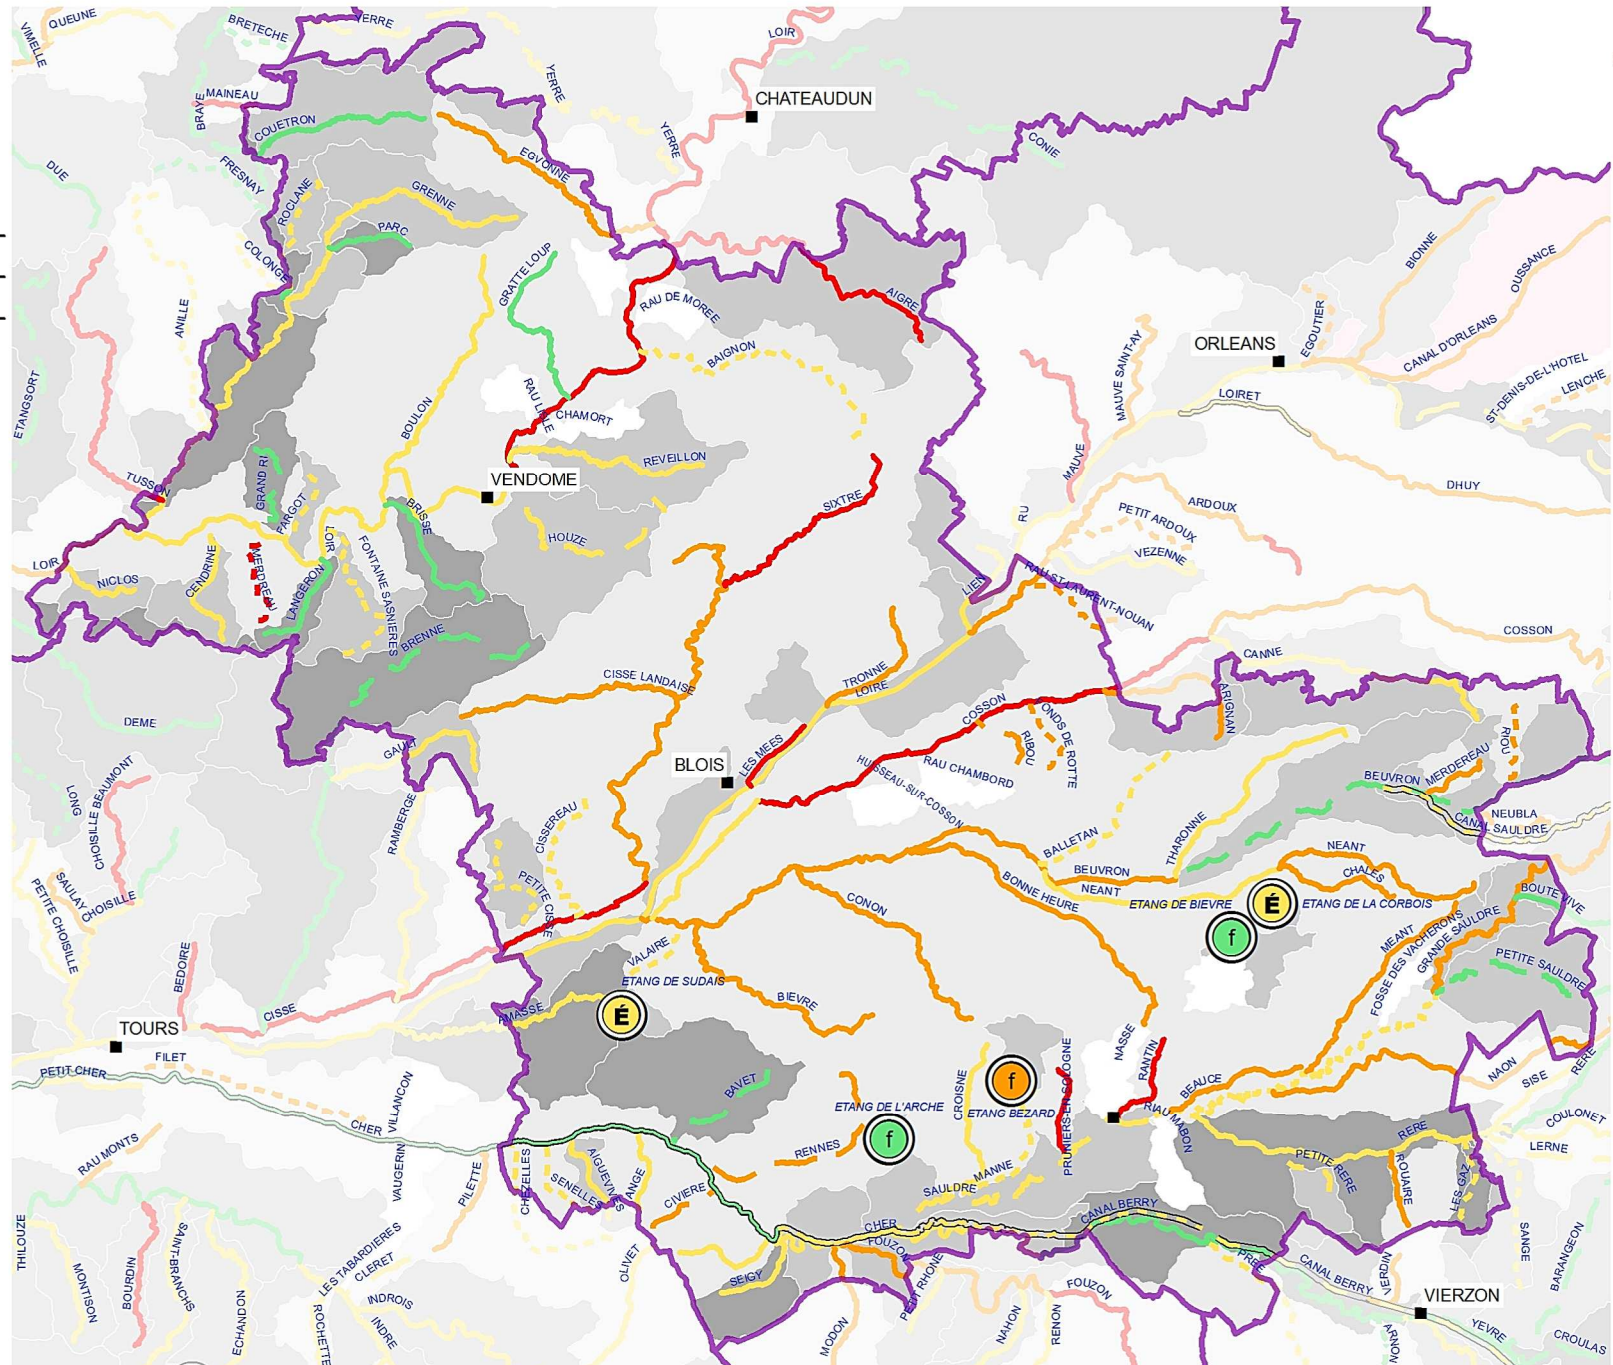 QUEUNE
VIMELLE
BRETECHE
YERRE
LOIR
YERRE
MAINEAU
BRAYE
CHATEAUDUN
COUETRON
YERRE
EGVONNE
CONIE
DUE
FRESNAY
ROCLANE
GRENNE
PARC
COLONGE
GRATTE LOUP
BIONNE
OUSSANCE
ANILLE
RAU DE MOREE
AIGRE
EGOUTIER
ORLEANS
CANAL D'ORLEANS
MAUVE SAINT-AY
BAIGNON
ST-DENIS-DE-L'HOTEL
LENCHE
ETANGSORT
LOIRET
BOULON
CHAMORT
MAUVE
REVEILLON
GRAND RI
VENDOME
TUSSON
FARGOT
BRISSE
SIXTRE
ARDOUX
DHUY
RU
PETIT ARDOUX
HOUZE
VEZENNE
LOIR
LOIR
NICLOS
CENDRINE
MERDREAU
LANGERON
FONTAINE SASNIERES
LIEN
RAU ST-LAURENT-NOUAN
BRENNE
COSSON
CANNE
CISSE LANDAISE
TRONNE
LOIRE
ARIGNAN
DEME
COSSON
GAULT
BLOIS
LES MEES
RIBOU
FONDS DE ROTTE
RIOU
MERDEREAU
HUISSEAU-SUR-COSSON
RAU CHAMBORD
BEUVRON
LONG
CHOISILLE BEAUMONT
NEUBLA
CANAL SAULDRE
RAMBERGE
CISSEREAU
BALLETAN
THARONNE
NEANT
BEUVRON
NEANT
CHALES
PETITE CISSE
SAULAY
PETITE CHOISILLE
CHOISILLE
CONON
BONNE HEURE
ETANG DE BIEVRE
É
ETANG DE LA CORBOIS
BOUTE VIVE
f
MEANT
FOSSE DES VACHERONS
GRANDE SAULDRE
VALAIRE
BEDOIRE
PETITE SAULDRE
ETANG DE SUDAIS
BIEVRE
CISSE
AMASSE
É
TOURS
FILET
NASSE
RANTIN
PETIT CHER
PRUNIERS-EN-SOLOGNE
RERE
NAON
SISE
BAVET
f
CROISNE
BEAUCE
VILLANCON
ETANG DE L'ARCHE
ETANG BEZARD
COULONET
CHER
f
RIAU MABON
RERE
LERNE
RAU MONTS
RENNES
VAUGERIN
PILETTE
CHEZELLES
SENELLES
AIGUEVIVES
ANGE
MANNE
PETITE RERE
ROUAIRE
LES GAZ
CIVIERE
SAULDRE
CANAL BERRY
CHER
THILOUZE
FOUZON
SANGE
BARANGEON
LES TABARDIERES
CLERET
OLIVET
PREE
CANAL BERRY
VERDIN
MONTISON
BOURDIN
SAINT-BRANCHS
SEIGY
PETIT RHONE
FOUZON
VIERZON
INDROIS
INDRE
ROCHETTE
ECHANDON
MODON
NAHON
RENON
YEVRE
ARNON
CROULAS